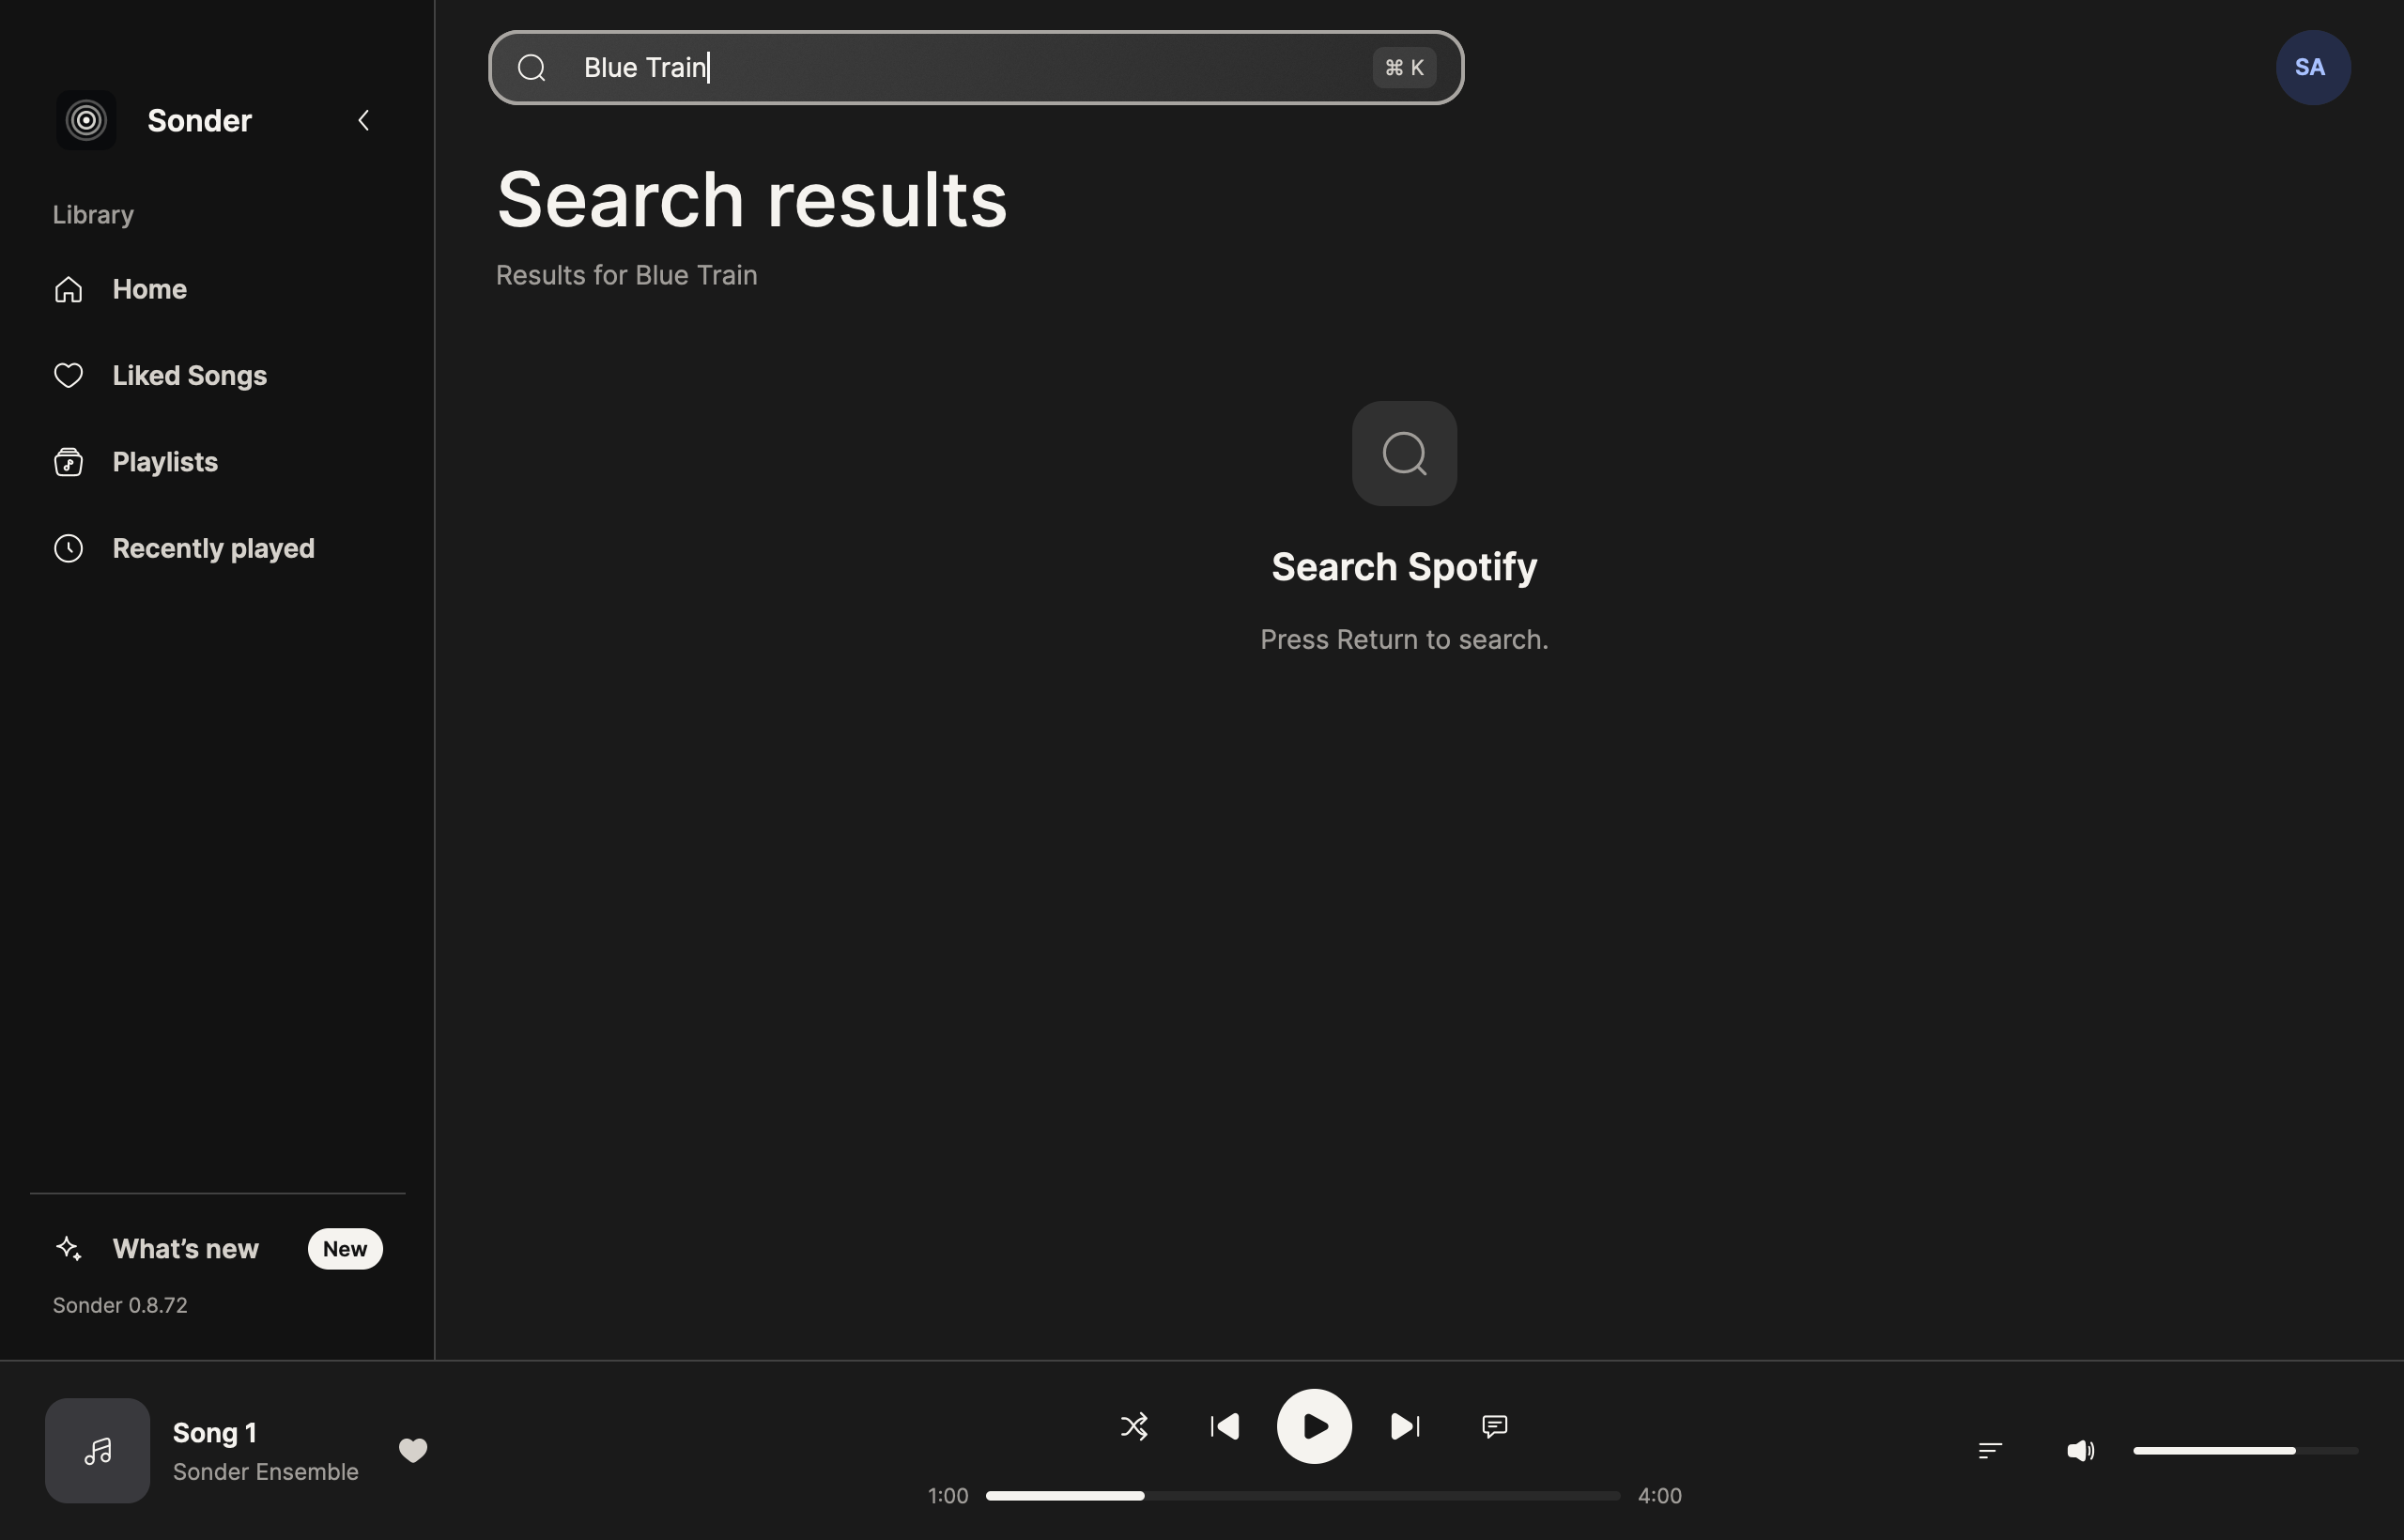 Blue Train
⌘ K
SA
Sonder
Library
Home
Liked Songs
Playlists
Recently played
Search results
Results for Blue Train
Search Spotify
Press Return to search.
What’s new
New
Sonder 0.8.72
Song 1
Sonder Ensemble
1:00
4:00